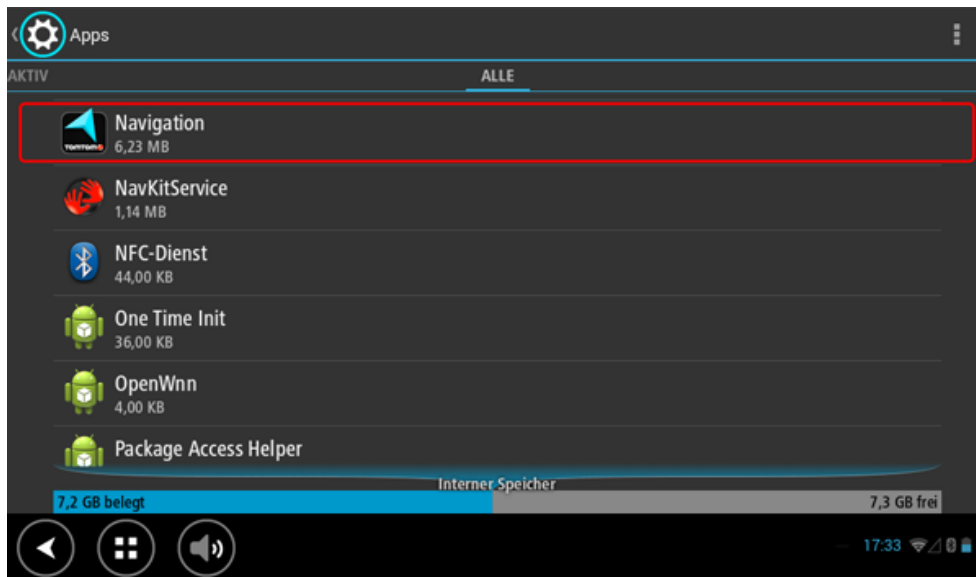 Apps
AKTIV
ALLE
TOMTOM
Navigation
6,23 MB
NavKitService
1,14 MB
NFC-Dienst
44,00 KB
One Time Init
36,00 KB
OpenWnn
4,00 KB
Package Access Helper
Interner Speicher
7,2 GB belegt
7,3 GB frei
17:33